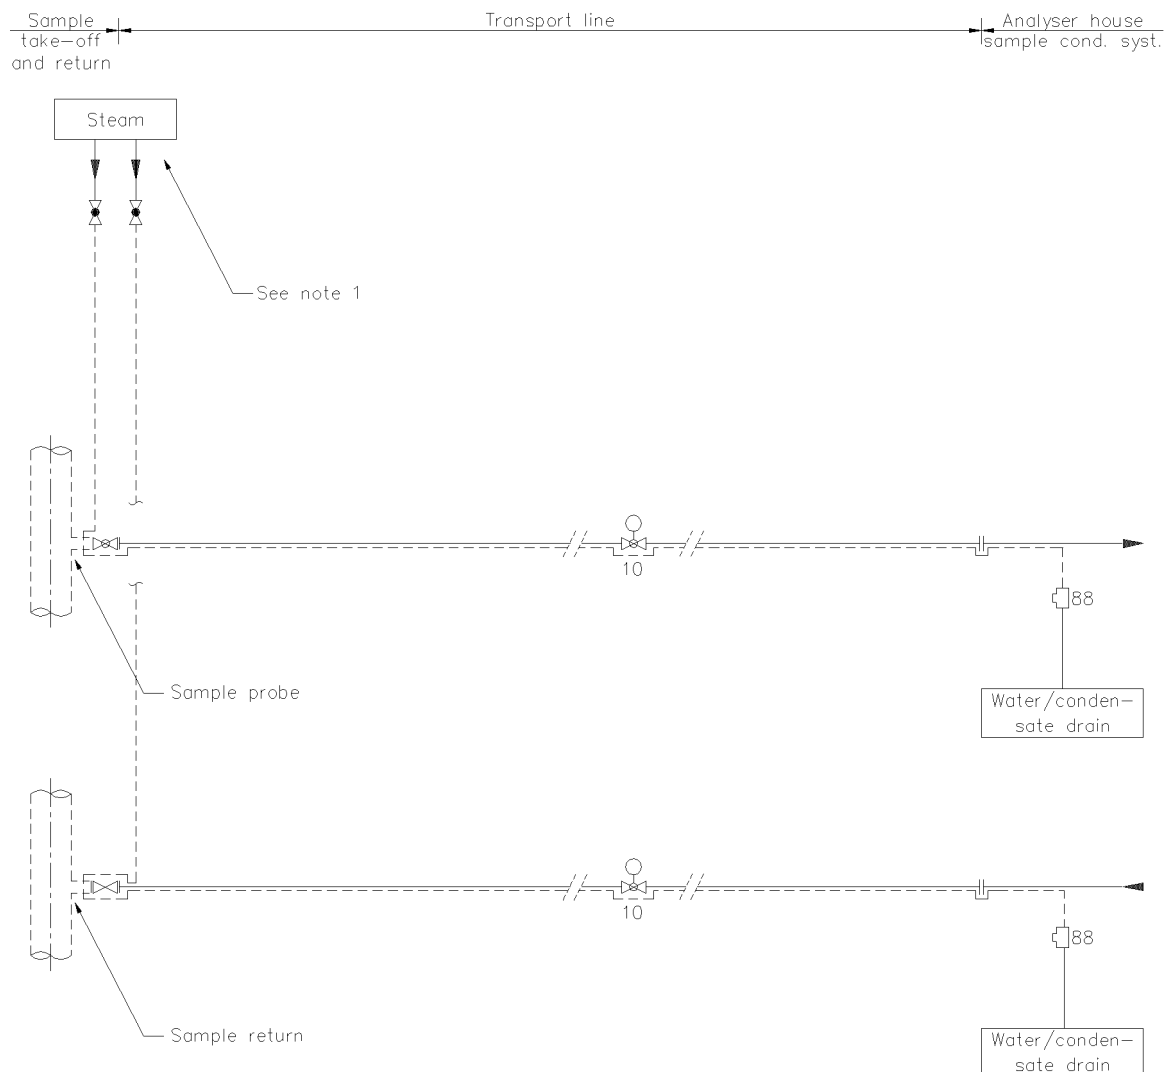 Sample
take-off
and return
Transport line
Analyser house
sample cond. syst.
Steam
See note 1
10
88
Sample probe
Water/conden-
sate drain
10
88
Sample return
Water/conden-
sate drain